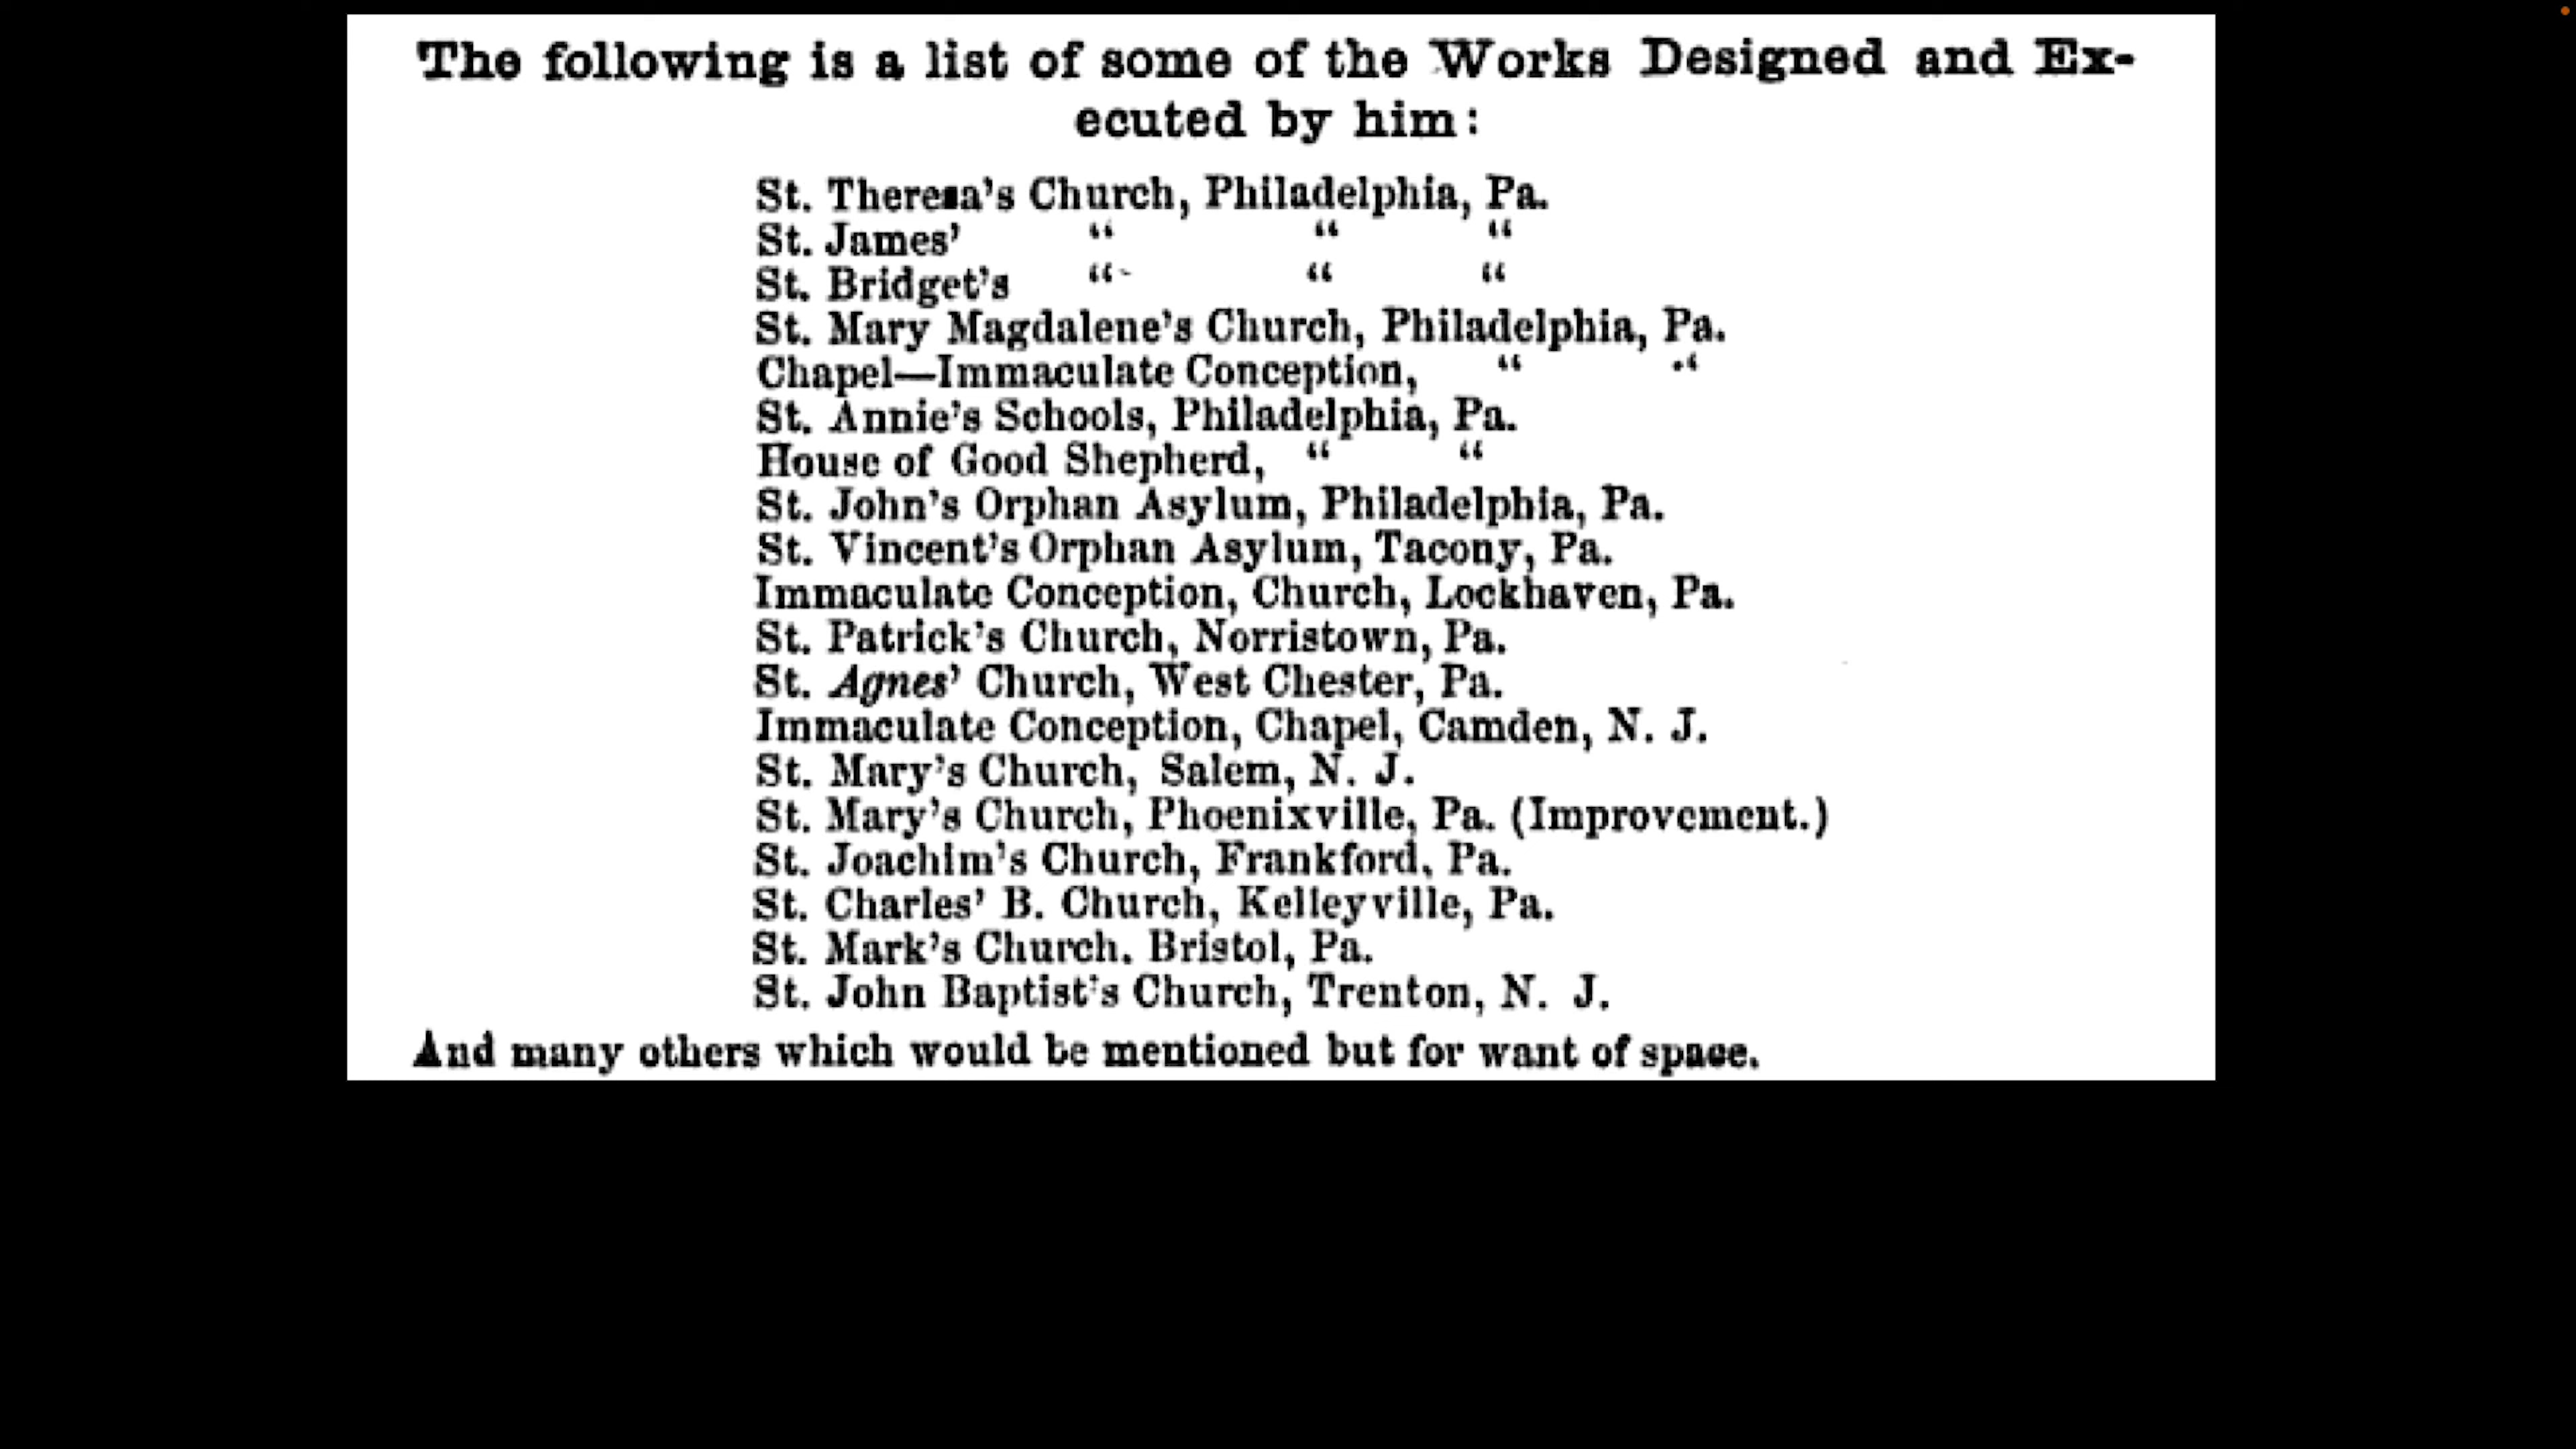 The following is a list of some of the Works Designed and Ex-
ecuted by him:
St. Theresa's Church, Philadelphia, Pa.
St. James' " " "
St. Bridget's " " "
St. Mary Magdalene's Church, Philadelphia, Pa.
Chapel—Immaculate Conception, " "
St. Annie's Schools, Philadelphia, Pa.
House of Good Shepherd, " "
St. John's Orphan Asylum, Philadelphia, Pa.
St. Vincent's Orphan Asylum, Tacony, Pa.
Immaculate Conception, Church, Lockhaven, Pa.
St. Patrick's Church, Norristown, Pa.
St. Agnes' Church, West Chester, Pa.
Immaculate Conception, Chapel, Camden, N. J.
St. Mary's Church, Salem, N. J.
St. Mary's Church, Phoenixville, Pa. (Improvement.)
St. Joachim's Church, Frankford, Pa.
St. Charles' B. Church, Kelleyville, Pa.
St. Mark's Church. Bristol, Pa.
St. John Baptist's Church, Trenton, N. J.
And many others which would be mentioned but for want of space.